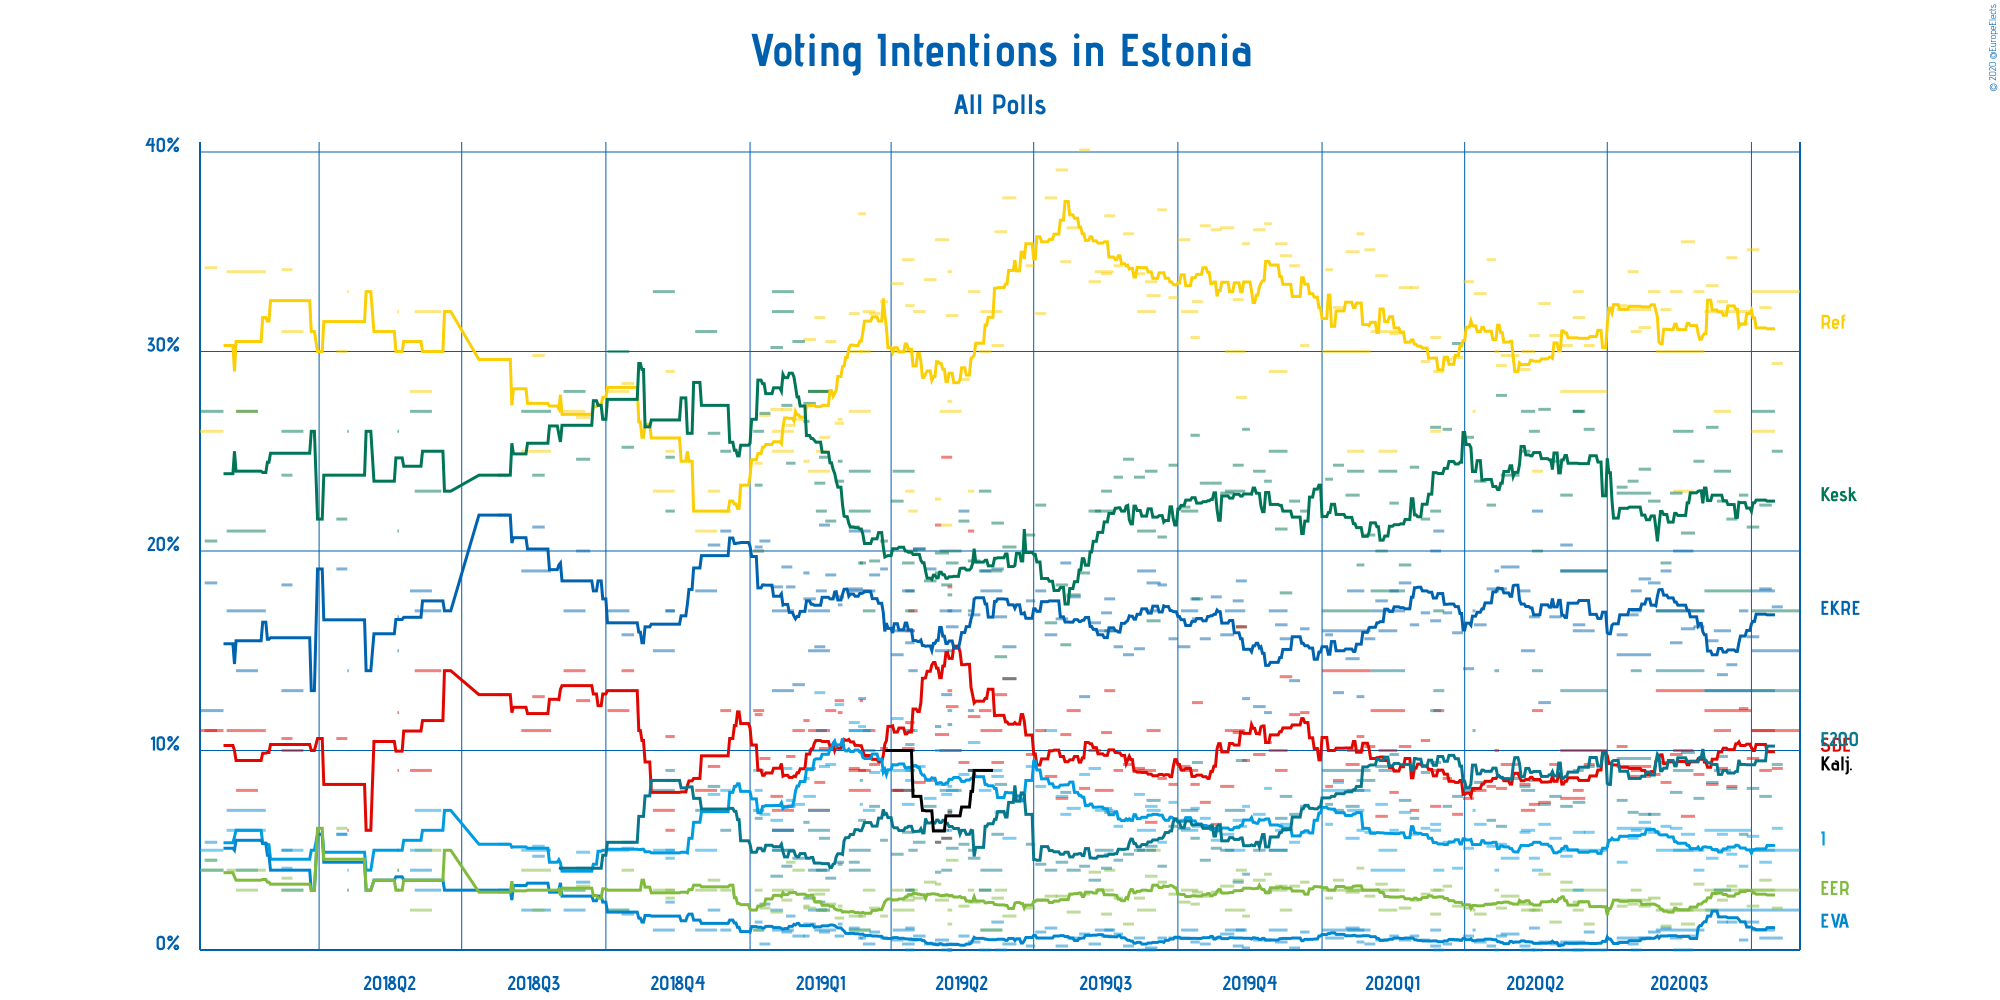 © 2020 @EuropeElects
Voting Intentions in Estonia
All Polls
40%
30%
20%
10%
0%
Ref
Kesk
EKRE
E200
SDE
Kalj.
I
EER
EVA
2018Q2
2018Q3
2018Q4
2019Q1
2019Q2
2019Q3
2019Q4
2020Q1
2020Q2
2020Q3